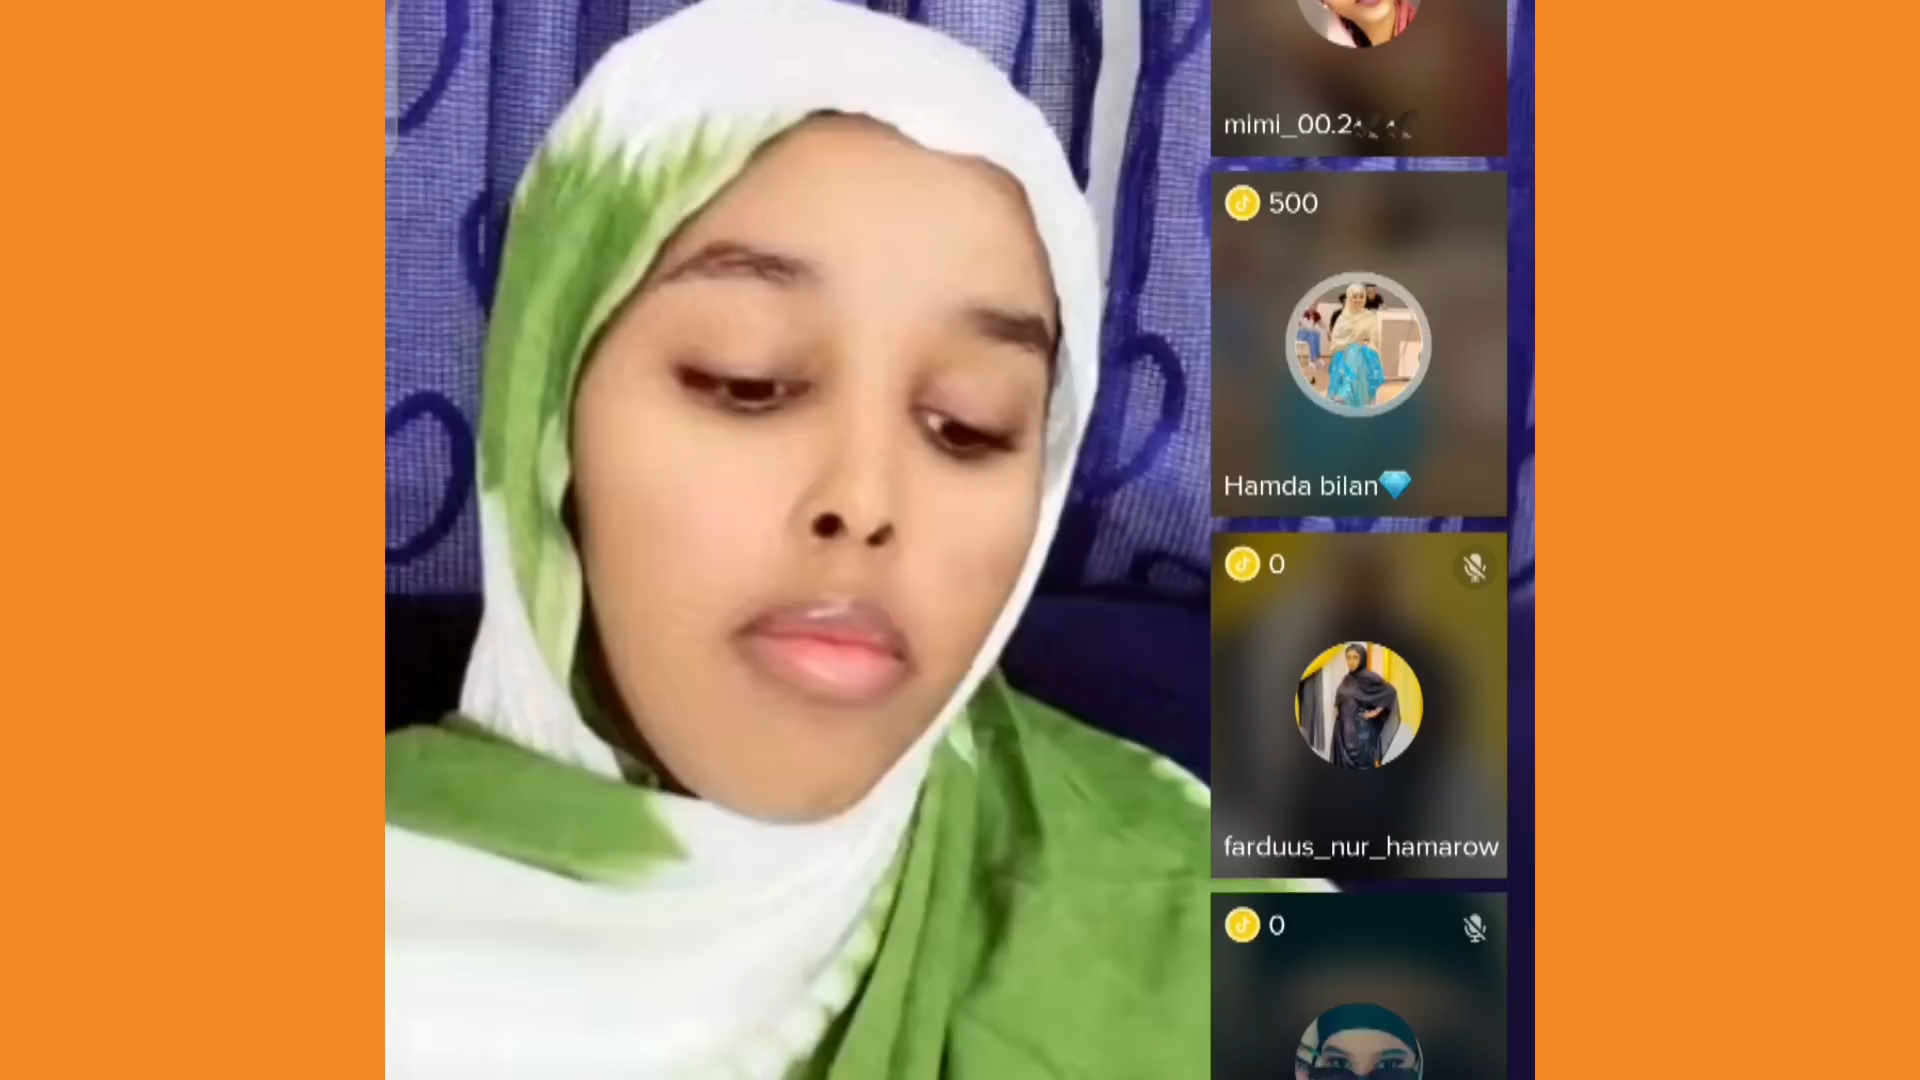 mimi_00.2
500
Hamda bilan💎
0
farduus_nur_hamarow
0